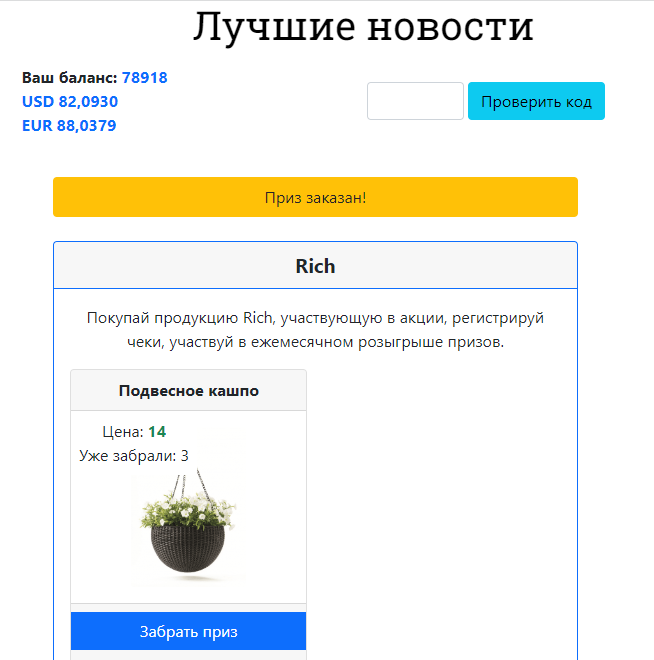 Лучшие новости
Ваш баланс: 78918
USD 82,0930
EUR 88,0379
Проверить код
Приз заказан!
Rich
Покупай продукцию Rich, участвующую в акции, регистрируй
чеки, участвуй в ежемесячном розыгрыше призов.
Подвесное кашпо
Цена: 14
Уже забрали: 3
Забрать приз